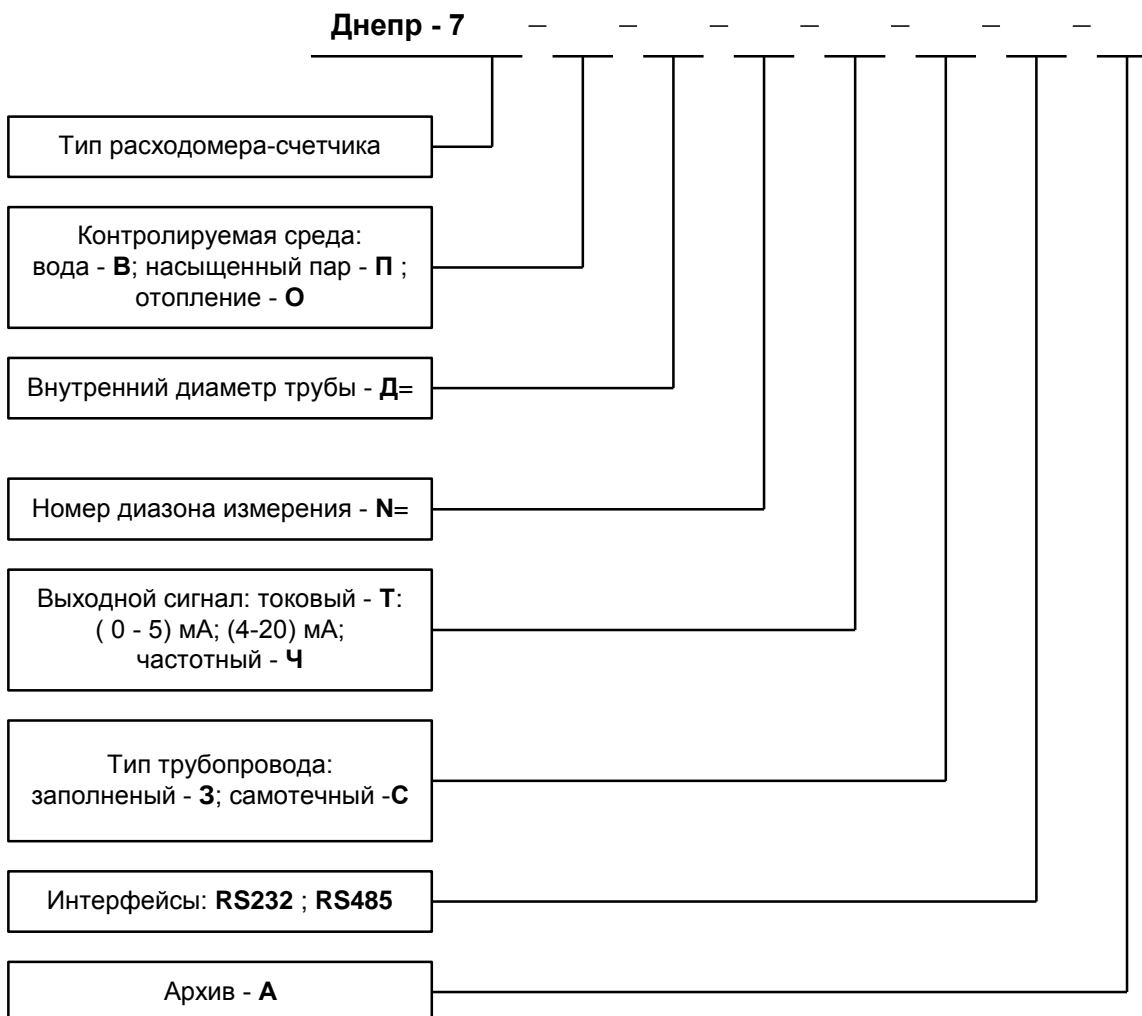 Днепр - 7 – – – – – – –
Тип расходомера-счетчика
Контролируемая среда:
вода - В; насыщенный пар - П ;
отопление - О
Внутренний диаметр трубы - Д=
Номер диазона измерения - N=
Выходной сигнал: токовый - Т:
( 0 - 5) мА; (4-20) мА;
частотный - Ч
Тип трубопровода:
заполненый - З; самотечный -С
Интерфейсы: RS232 ; RS485
Архив - А